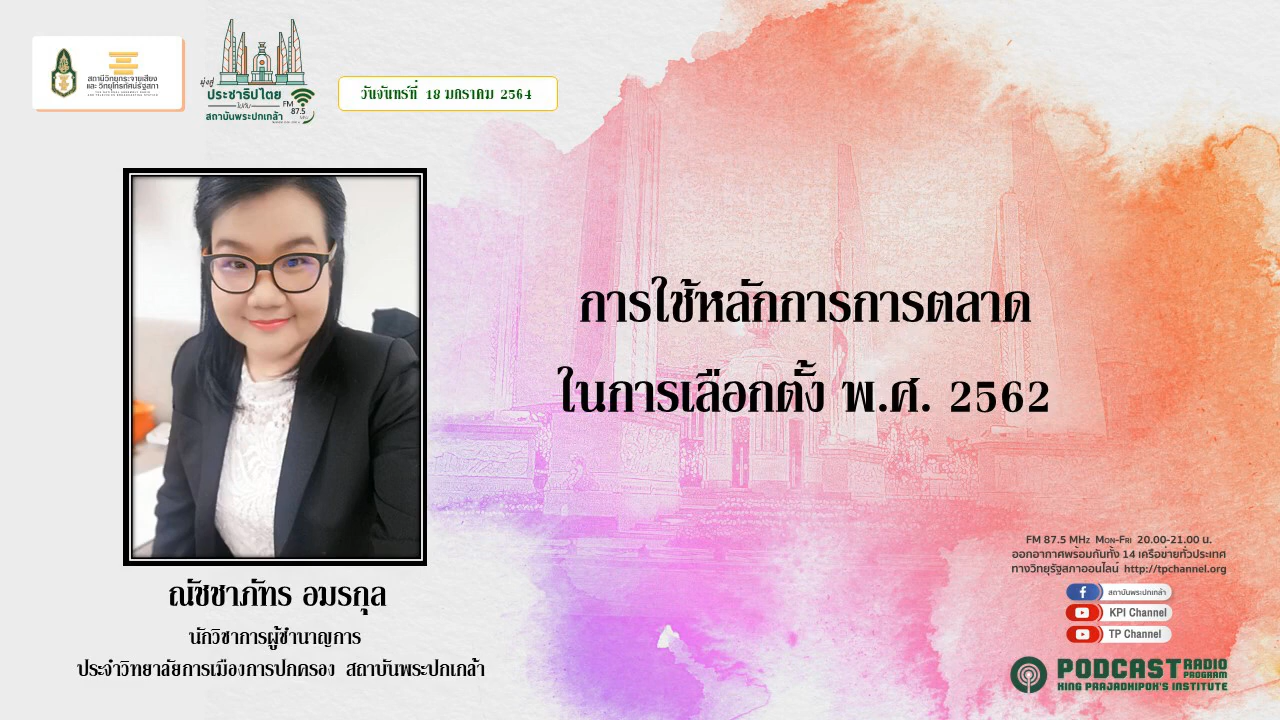 สถานีวิทยุกระจายเสียง
และ วิทยุโทรทัศน์รัฐสภา
มุ่งสู่
ประชาธิปไตย
ไปกับ
สถาบันพระปกเกล้า
FM
87.5
MHz
วันจันทร์ที่ 18 มกราคม 2564
การใช้หลักการการตลาด
ในการเลือกตั้ง พ.ศ. 2562
ณัชชาภัทร อมรกุล
นักวิชาการผู้ชำนาญการ
ประจำวิทยาลัยการเมืองการปกครอง สถาบันพระปกเกล้า
FM 87.5 MHz Mon-Fri 20.00-21.00 น.
ออกอากาศพร้อมกันทั้ง 14 เครือข่ายทั่วประเทศ
ทางวิทยุรัฐสภาออนไลน์ http://tpchannel.org
สถาบันพระปกเกล้า
KPI Channel
TP Channel
PODCAST RADIO PROGRAM
KING PRAJADHIPOK'S INSTITUTE